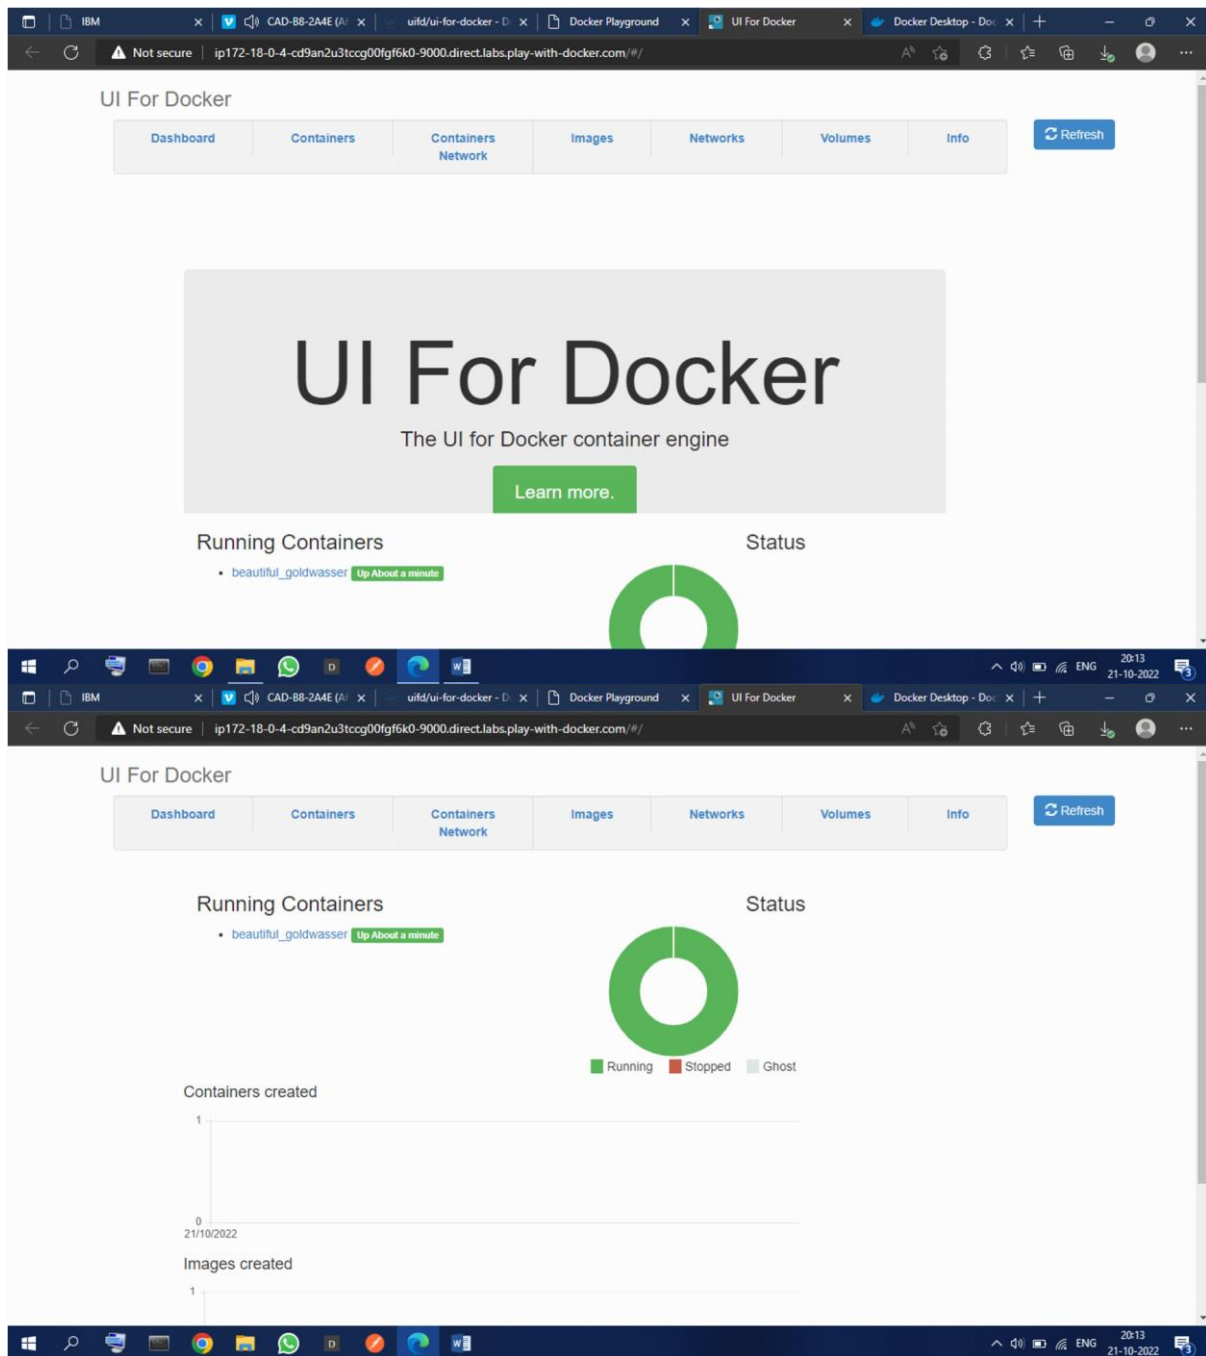 IBM CAD-B8-2A4E (Af uifd/ui-for-docker - D Docker Playground UI For Docker Docker Desktop - Doc
Not secure ip172-18-0-4-cd9an2u3tccg00fgf6k0-9000.direct.labs.play-with-docker.com/#/
UI For Docker
Dashboard Containers Containers Network Images Networks Volumes Info Refresh
UI For Docker
The UI for Docker container engine
Learn more.
Running Containers Status
beautiful_goldwasser Up About a minute
ENG 20:13
21-10-2022
IBM CAD-B8-2A4E (Af uifd/ui-for-docker - D Docker Playground UI For Docker Docker Desktop - Doc
Not secure ip172-18-0-4-cd9an2u3tccg00fgf6k0-9000.direct.labs.play-with-docker.com/#/
UI For Docker
Dashboard Containers Containers Network Images Networks Volumes Info Refresh
Running Containers Status
beautiful_goldwasser Up About a minute
Running Stopped Ghost
Containers created
1
0
21/10/2022
Images created
1
ENG 20:13
21-10-2022